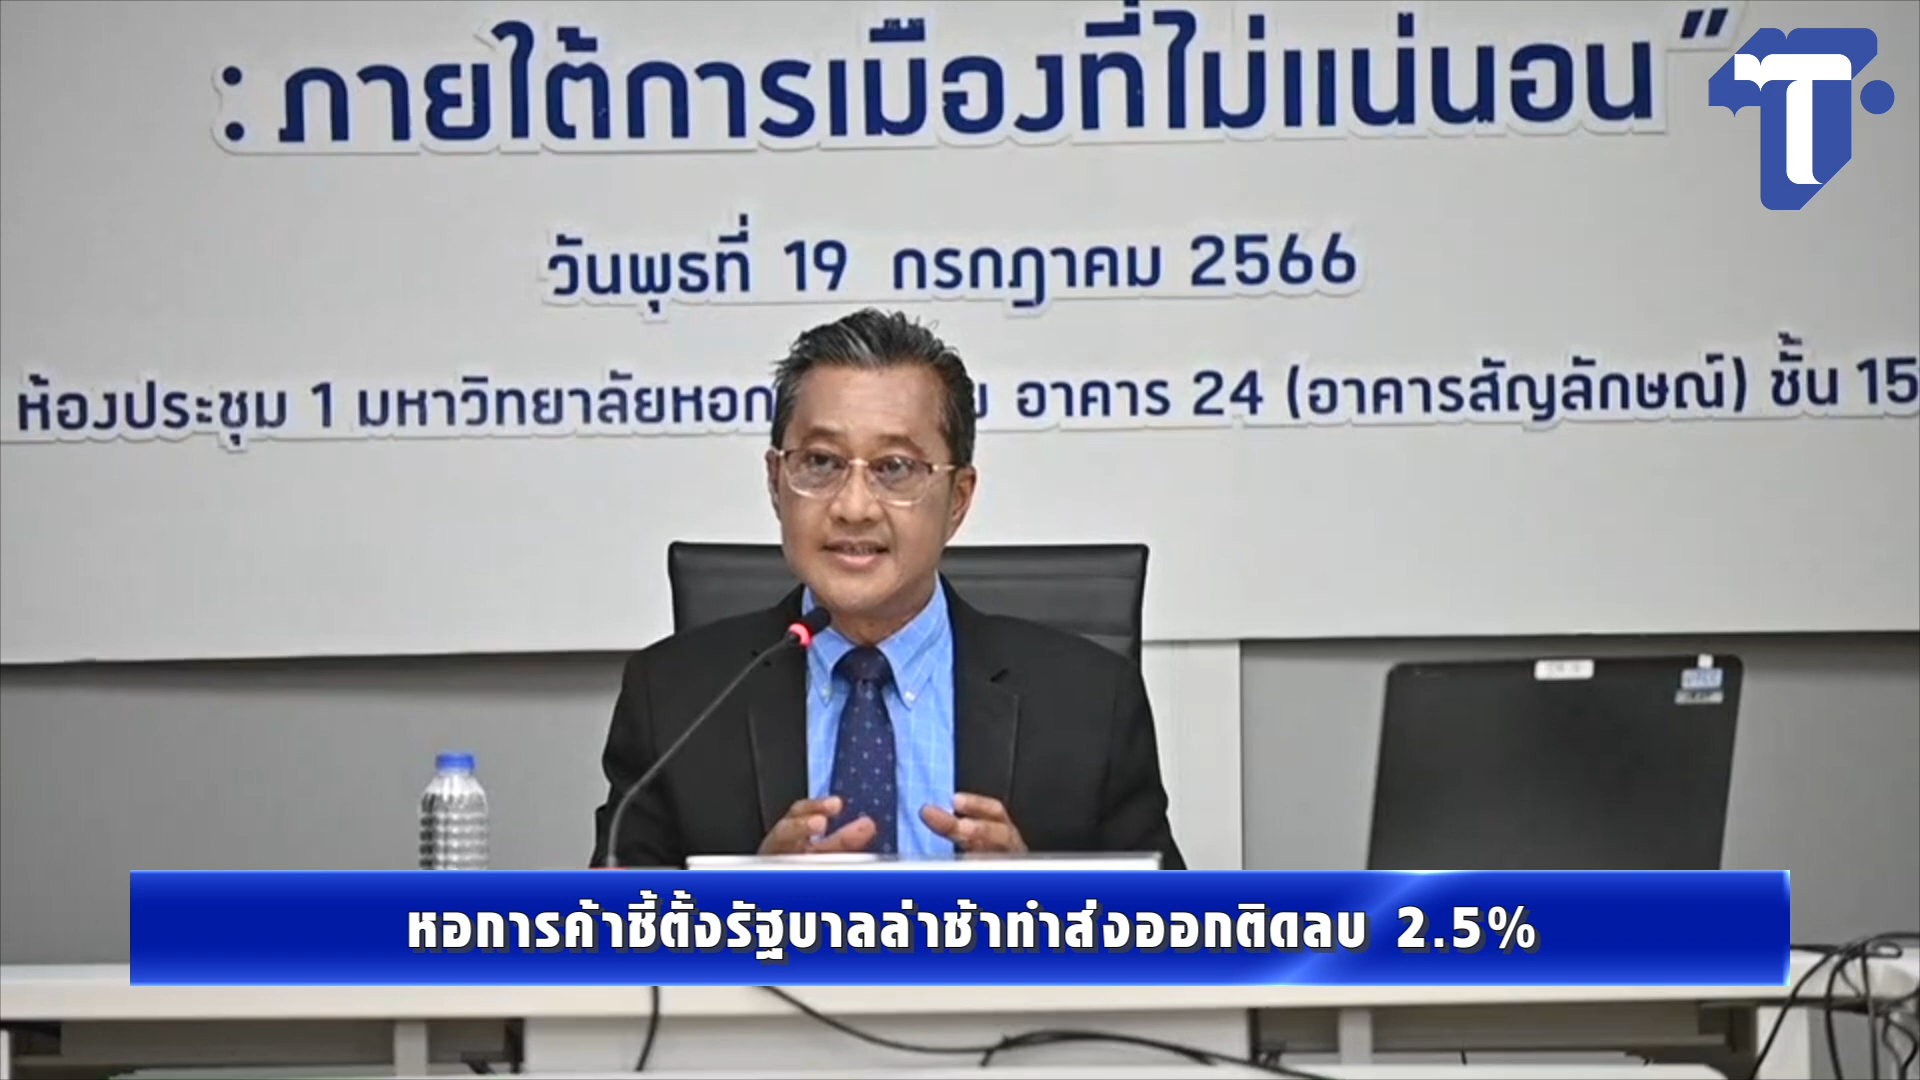 : ภายใต้การเมืองที่ไม่แน่นอน”
วันพุธที่ 19 กรกฎาคม 2566
ห้องประชุม 1 มหาวิทยาลัยหอก อาคาร 24 (อาคารสัญลักษณ์) ชั้น 15
หอการค้าชี้ตั้งรัฐบาลล่าช้าทำส่งออกติดลบ 2.5%